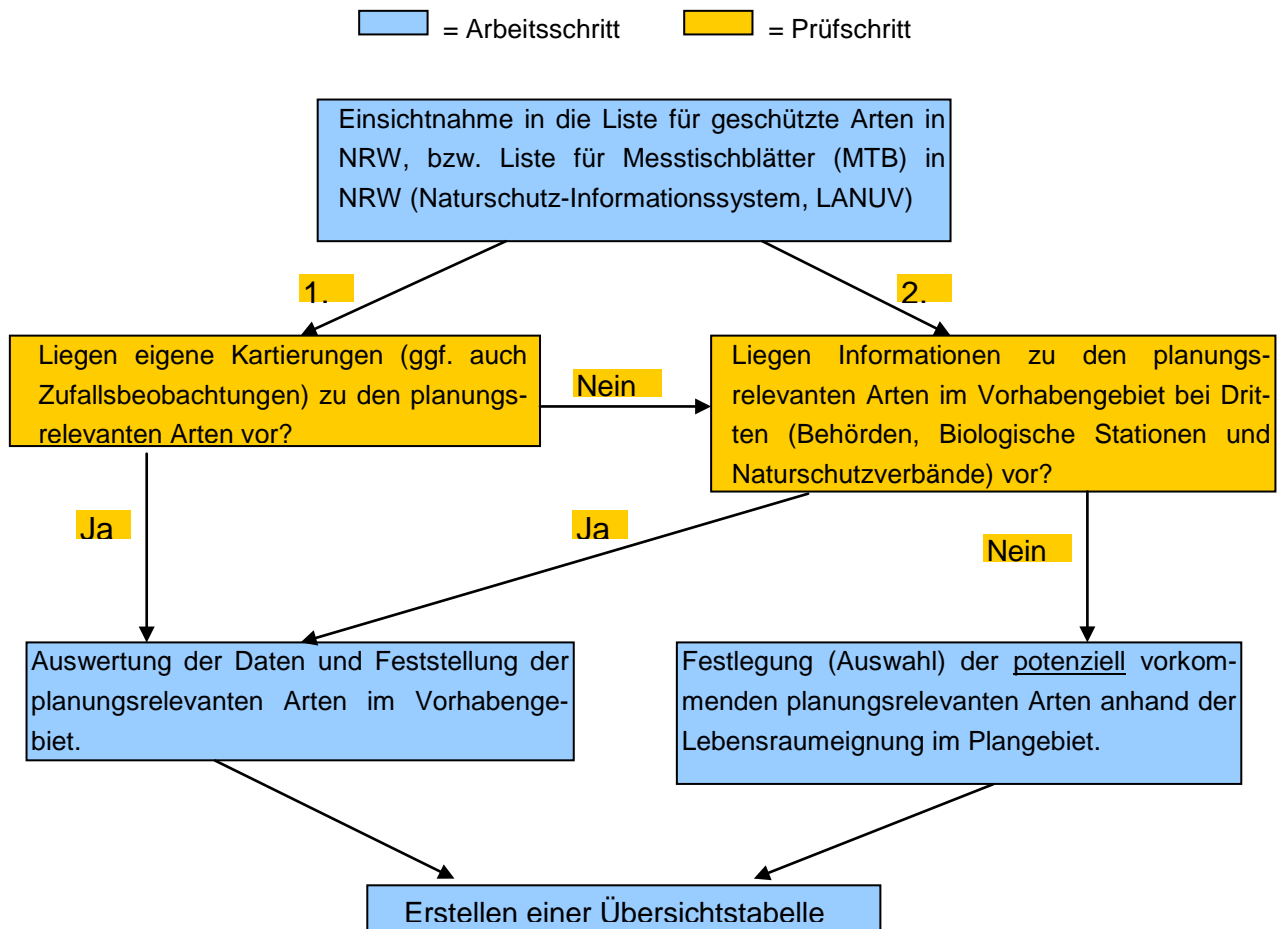 = Arbeitsschritt = Prüfschritt
Einsichtnahme in die Liste für geschützte Arten in
NRW, bzw. Liste für Messtischblätter (MTB) in
NRW (Naturschutz-Informationssystem, LANUV)
1.
2.
Liegen eigene Kartierungen (ggf. auch
Zufallsbeobachtungen) zu den planungs-
relevanten Arten vor?
Nein
Liegen Informationen zu den planungs-
relevanten Arten im Vorhabengebiet bei Drit-
ten (Behörden, Biologische Stationen und
Naturschutzverbände) vor?
Ja
Ja
Nein
Auswertung der Daten und Feststellung der
planungsrelevanten Arten im Vorhabenge-
biet.
Festlegung (Auswahl) der potenziell vorkom-
menden planungsrelevanten Arten anhand der
Lebensraumeignung im Plangebiet.
Erstellen einer Übersichtstabelle